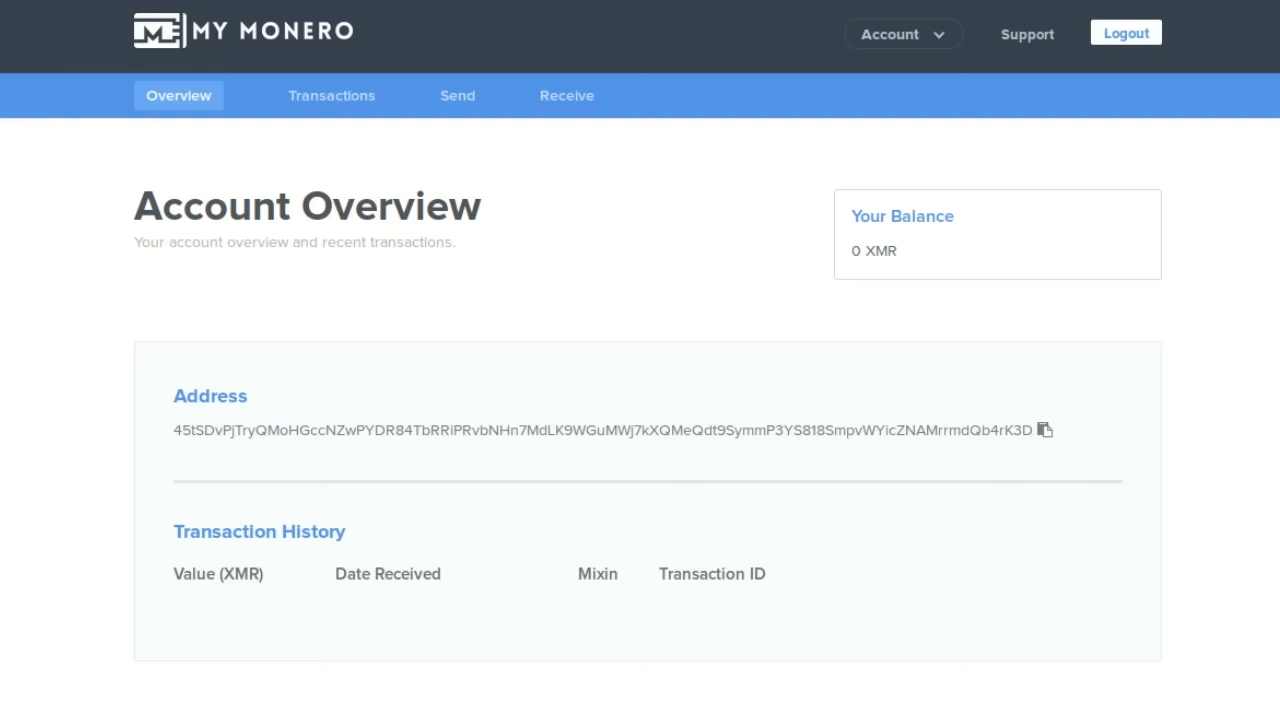 MY MONERO
Account
Support
Logout
Overview
Transactions
Send
Receive
Account Overview
Your account overview and recent transactions.
Your Balance
0 XMR
Address
45tSDvPjTryQMoHGccNZwPYDR84TbRRiPRvbNHn7MdLK9WGuMWj7kXQMeQdt9SymmP3YS818SmpvWYicZNAMrrmdQb4rK3D
Transaction History
Value (XMR)
Date Received
Mixin
Transaction ID